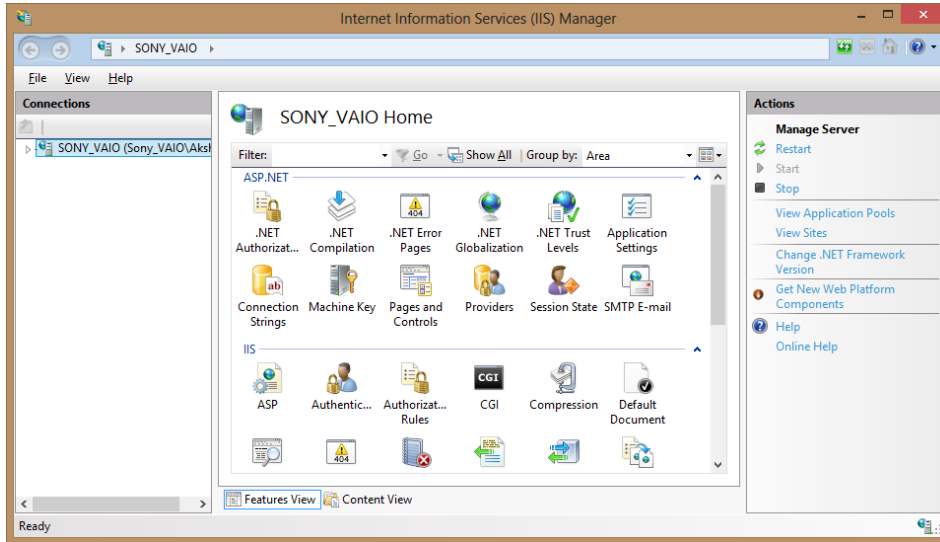 Internet Information Services (IIS) Manager
SONY_VAIO
File View Help
Connections
SONY_VAIO (Sony_VAIO\Aksh
SONY_VAIO Home
Filter: Go Show All Group by: Area
ASP.NET
.NET Authorizat...
.NET Compilation
.NET Error Pages
.NET Globalization
.NET Trust Levels
Application Settings
Connection Strings
Machine Key
Pages and Controls
Providers
Session State
SMTP E-mail
IIS
ASP
Authentic...
Authorizat... Rules
CGI
Compression
Default Document
Features View Content View
Actions
Manage Server
Restart
Start
Stop
View Application Pools
View Sites
Change .NET Framework
Version
Get New Web Platform
Components
Help
Online Help
Ready